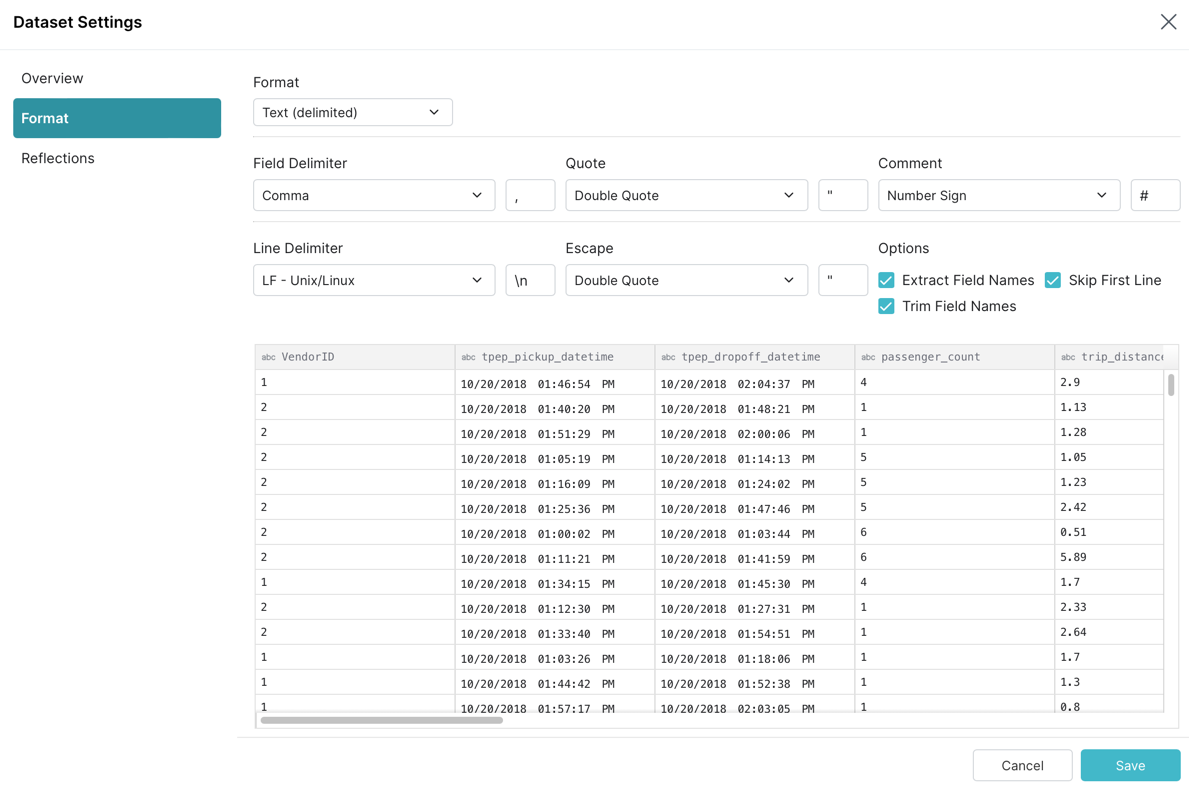 Dataset Settings
Overview
Format
Reflections
Format
Text (delimited)
Field Delimiter Quote Comment
Comma , Double Quote " Number Sign #
Line Delimiter Escape Options
LF - Unix/Linux \n Double Quote " Extract Field Names Skip First Line
Trim Field Names
abc VendorID abc tpep_pickup_datetime abc tpep_dropoff_datetime abc passenger_count abc trip_distance
1 10/20/2018 01:46:54 PM 10/20/2018 02:04:37 PM 4 2.9
2 10/20/2018 01:40:20 PM 10/20/2018 01:48:21 PM 1 1.13
2 10/20/2018 01:51:29 PM 10/20/2018 02:00:06 PM 1 1.28
2 10/20/2018 01:05:19 PM 10/20/2018 01:14:13 PM 5 1.05
2 10/20/2018 01:16:09 PM 10/20/2018 01:24:02 PM 5 1.23
2 10/20/2018 01:25:36 PM 10/20/2018 01:47:46 PM 5 2.42
2 10/20/2018 01:00:02 PM 10/20/2018 01:03:44 PM 6 0.51
2 10/20/2018 01:11:21 PM 10/20/2018 01:41:59 PM 6 5.89
1 10/20/2018 01:34:15 PM 10/20/2018 01:45:30 PM 4 1.7
2 10/20/2018 01:12:30 PM 10/20/2018 01:27:31 PM 1 2.33
2 10/20/2018 01:33:40 PM 10/20/2018 01:54:51 PM 1 2.64
1 10/20/2018 01:03:26 PM 10/20/2018 01:18:06 PM 1 1.7
1 10/20/2018 01:44:42 PM 10/20/2018 01:52:38 PM 1 1.3
1 10/20/2018 01:57:17 PM 10/20/2018 02:03:05 PM 1 0.8
Cancel Save